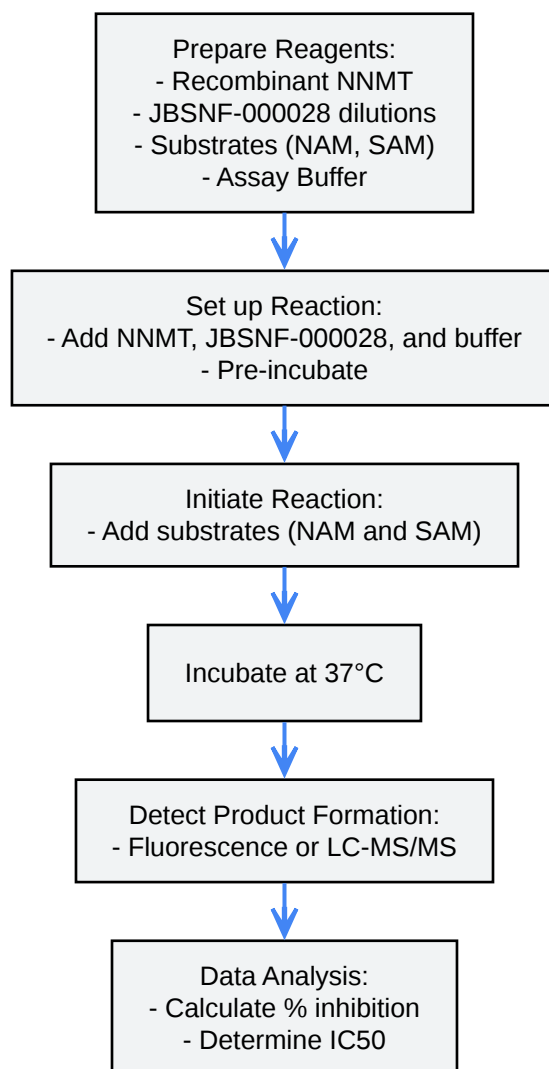 Prepare Reagents:
- Recombinant NNMT
- JBSNF-000028 dilutions
- Substrates (NAM, SAM)
- Assay Buffer
Set up Reaction:
- Add NNMT, JBSNF-000028, and buffer
- Pre-incubate
Initiate Reaction:
- Add substrates (NAM and SAM)
Incubate at 37°C
Detect Product Formation:
- Fluorescence or LC-MS/MS
Data Analysis:
- Calculate % inhibition
- Determine IC50